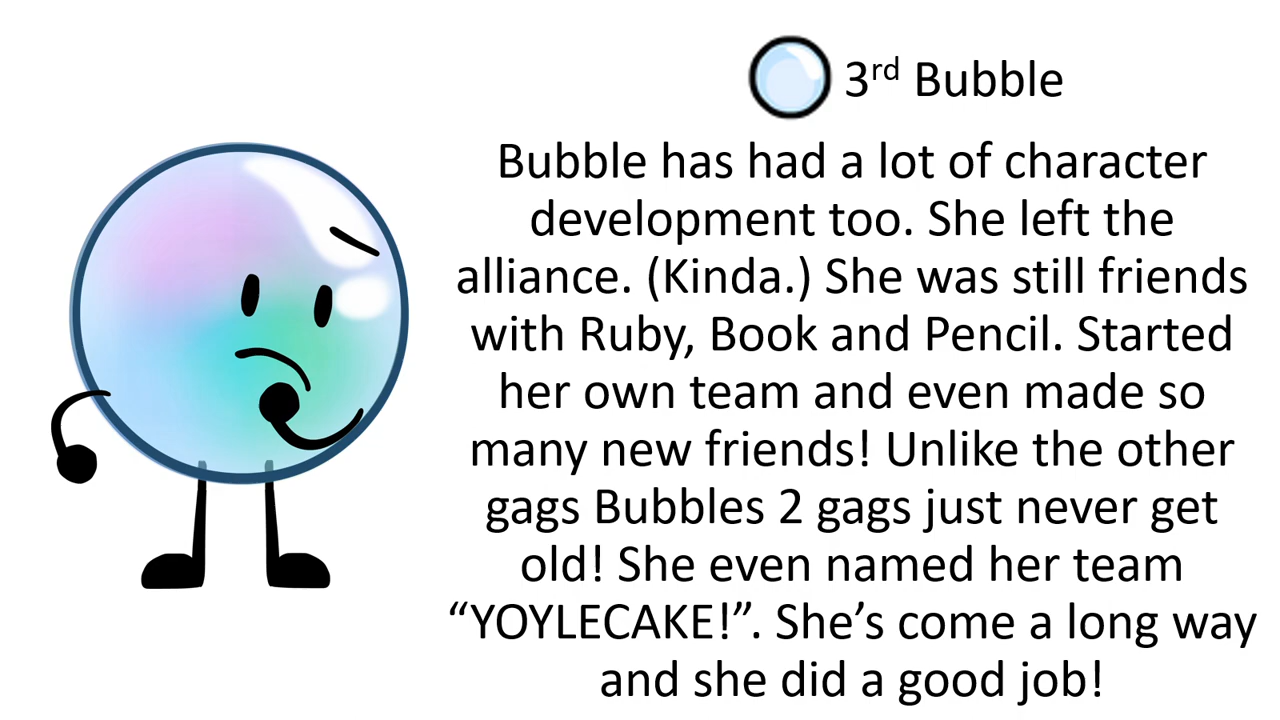 3rd Bubble
Bubble has had a lot of character
development too. She left the
alliance. (Kinda.) She was still friends
with Ruby, Book and Pencil. Started
her own team and even made so
many new friends! Unlike the other
gags Bubbles 2 gags just never get
old! She even named her team
“YOYLECAKE!”. She’s come a long way
and she did a good job!